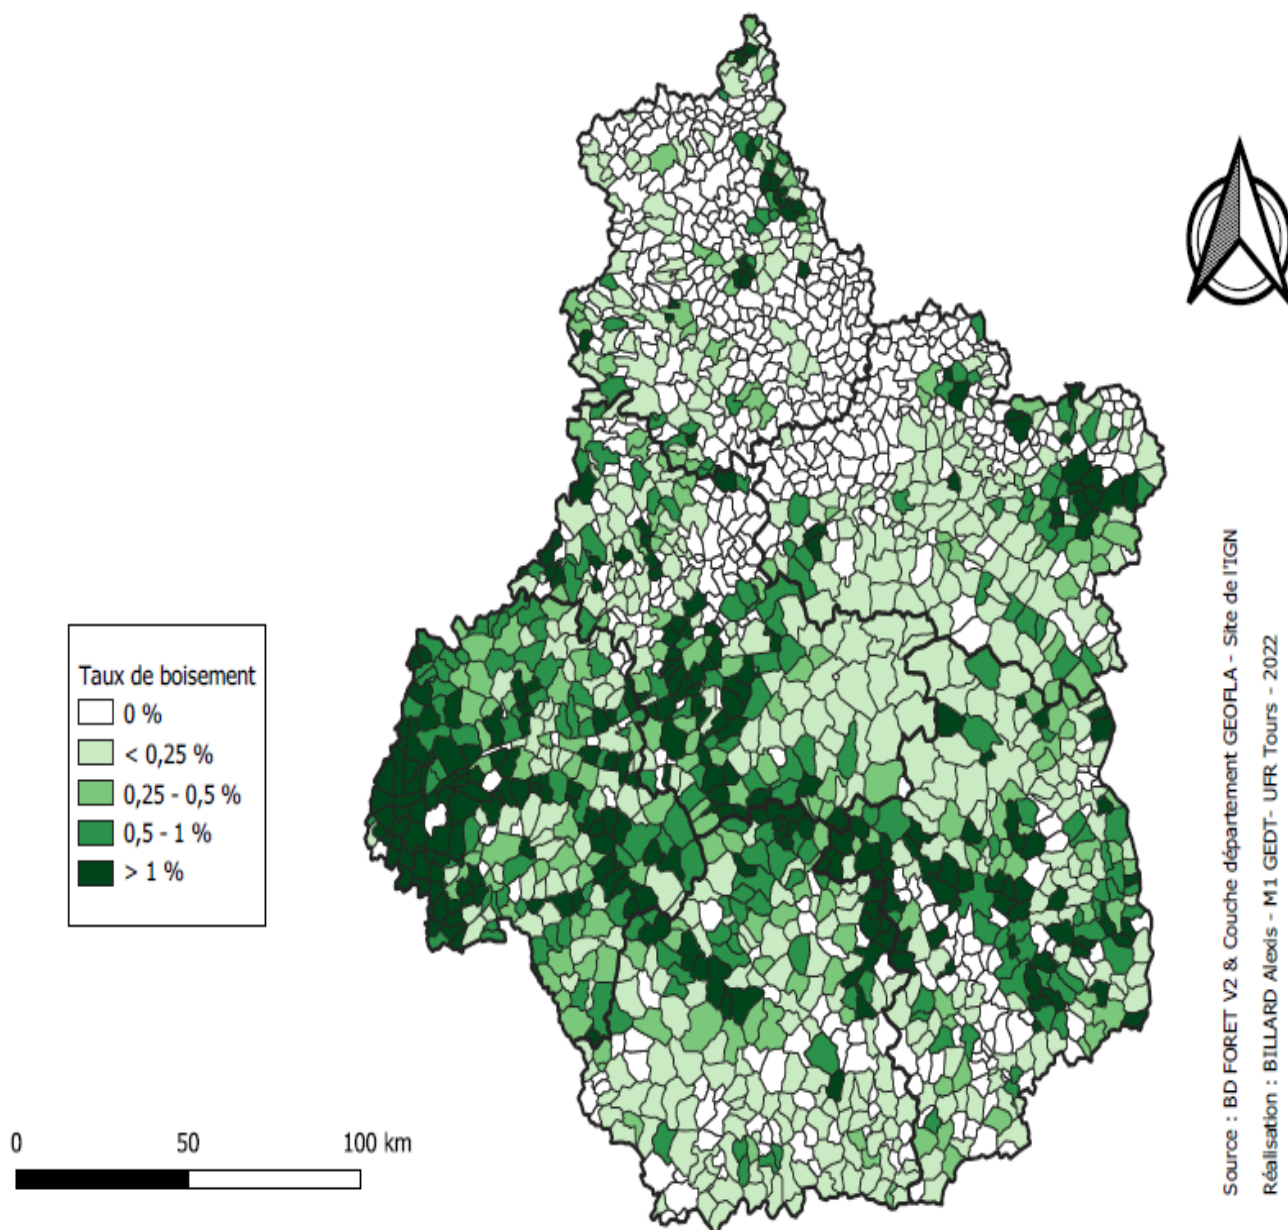 Taux de boisement
0 %
< 0,25 %
0,25 - 0,5 %
0,5 - 1 %
> 1 %
0 50 100 km
Source : BD FORET V2 & Couche département GEOFLA - Site de l'IGN
Réalisation : BILLARD Alexis - M1 GEDT- UFR Tours - 2022